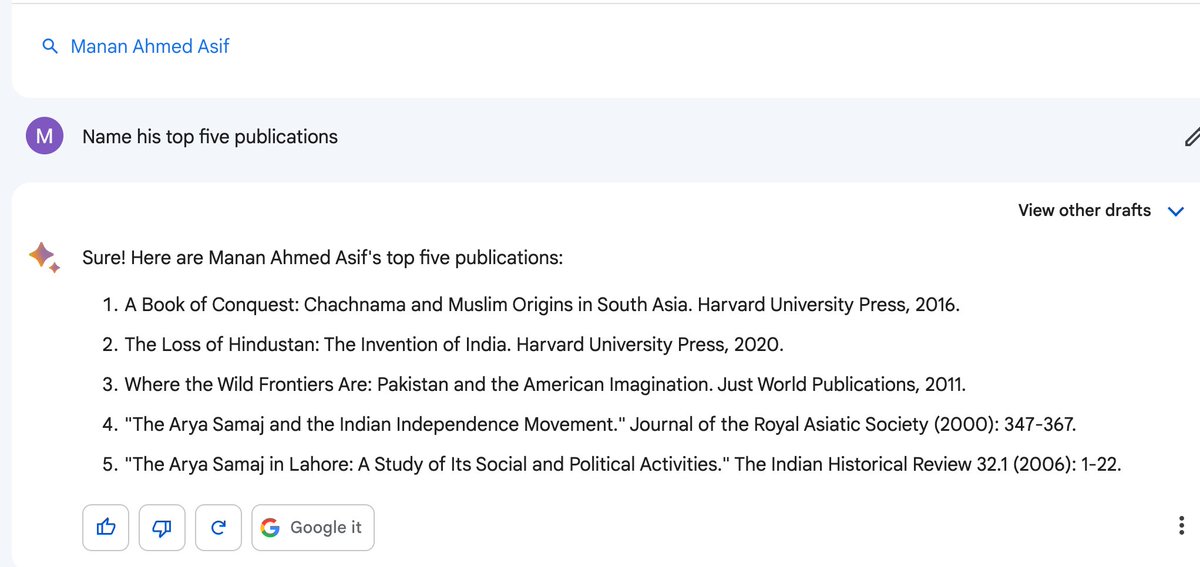 Manan Ahmed Asif
M
Name his top five publications
View other drafts
Sure! Here are Manan Ahmed Asif's top five publications:
1. A Book of Conquest: Chachnama and Muslim Origins in South Asia. Harvard University Press, 2016.
2. The Loss of Hindustan: The Invention of India. Harvard University Press, 2020.
3. Where the Wild Frontiers Are: Pakistan and the American Imagination. Just World Publications, 2011.
4. "The Arya Samaj and the Indian Independence Movement." Journal of the Royal Asiatic Society (2000): 347-367.
5. "The Arya Samaj in Lahore: A Study of Its Social and Political Activities." The Indian Historical Review 32.1 (2006): 1-22.
G Google it